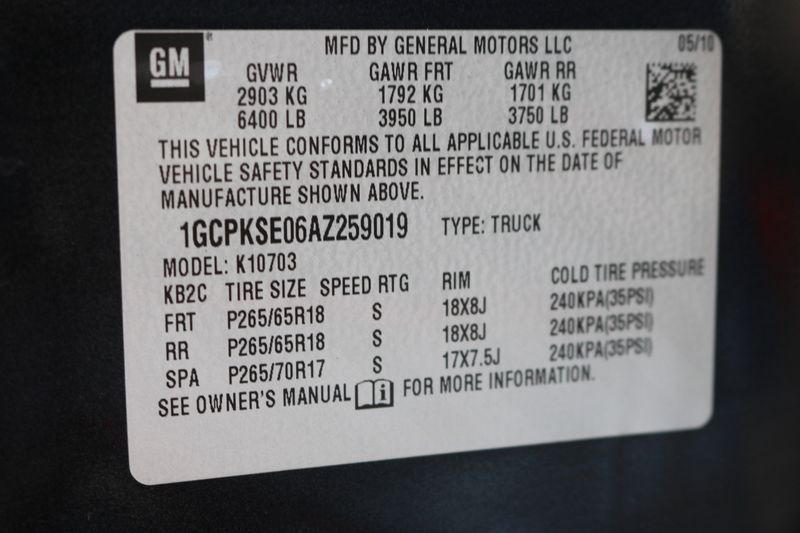 GM
MFD BY GENERAL MOTORS LLC 05/10
GVWR GAWR FRT GAWR RR
2903 KG 1792 KG 1701 KG
6400 LB 3950 LB 3750 LB
THIS VEHICLE CONFORMS TO ALL APPLICABLE U.S. FEDERAL MOTOR
VEHICLE SAFETY STANDARDS IN EFFECT ON THE DATE OF
MANUFACTURE SHOWN ABOVE.
1GCPKSE06AZ259019 TYPE: TRUCK
MODEL: K10703
KB2C TIRE SIZE SPEED RTG RIM COLD TIRE PRESSURE
FRT P265/65R18 S 18X8J 240KPA(35PSI)
RR P265/65R18 S 18X8J 240KPA(35PSI)
SPA P265/70R17 S 17X7.5J 240KPA(35PSI)
SEE OWNER'S MANUAL i FOR MORE INFORMATION.